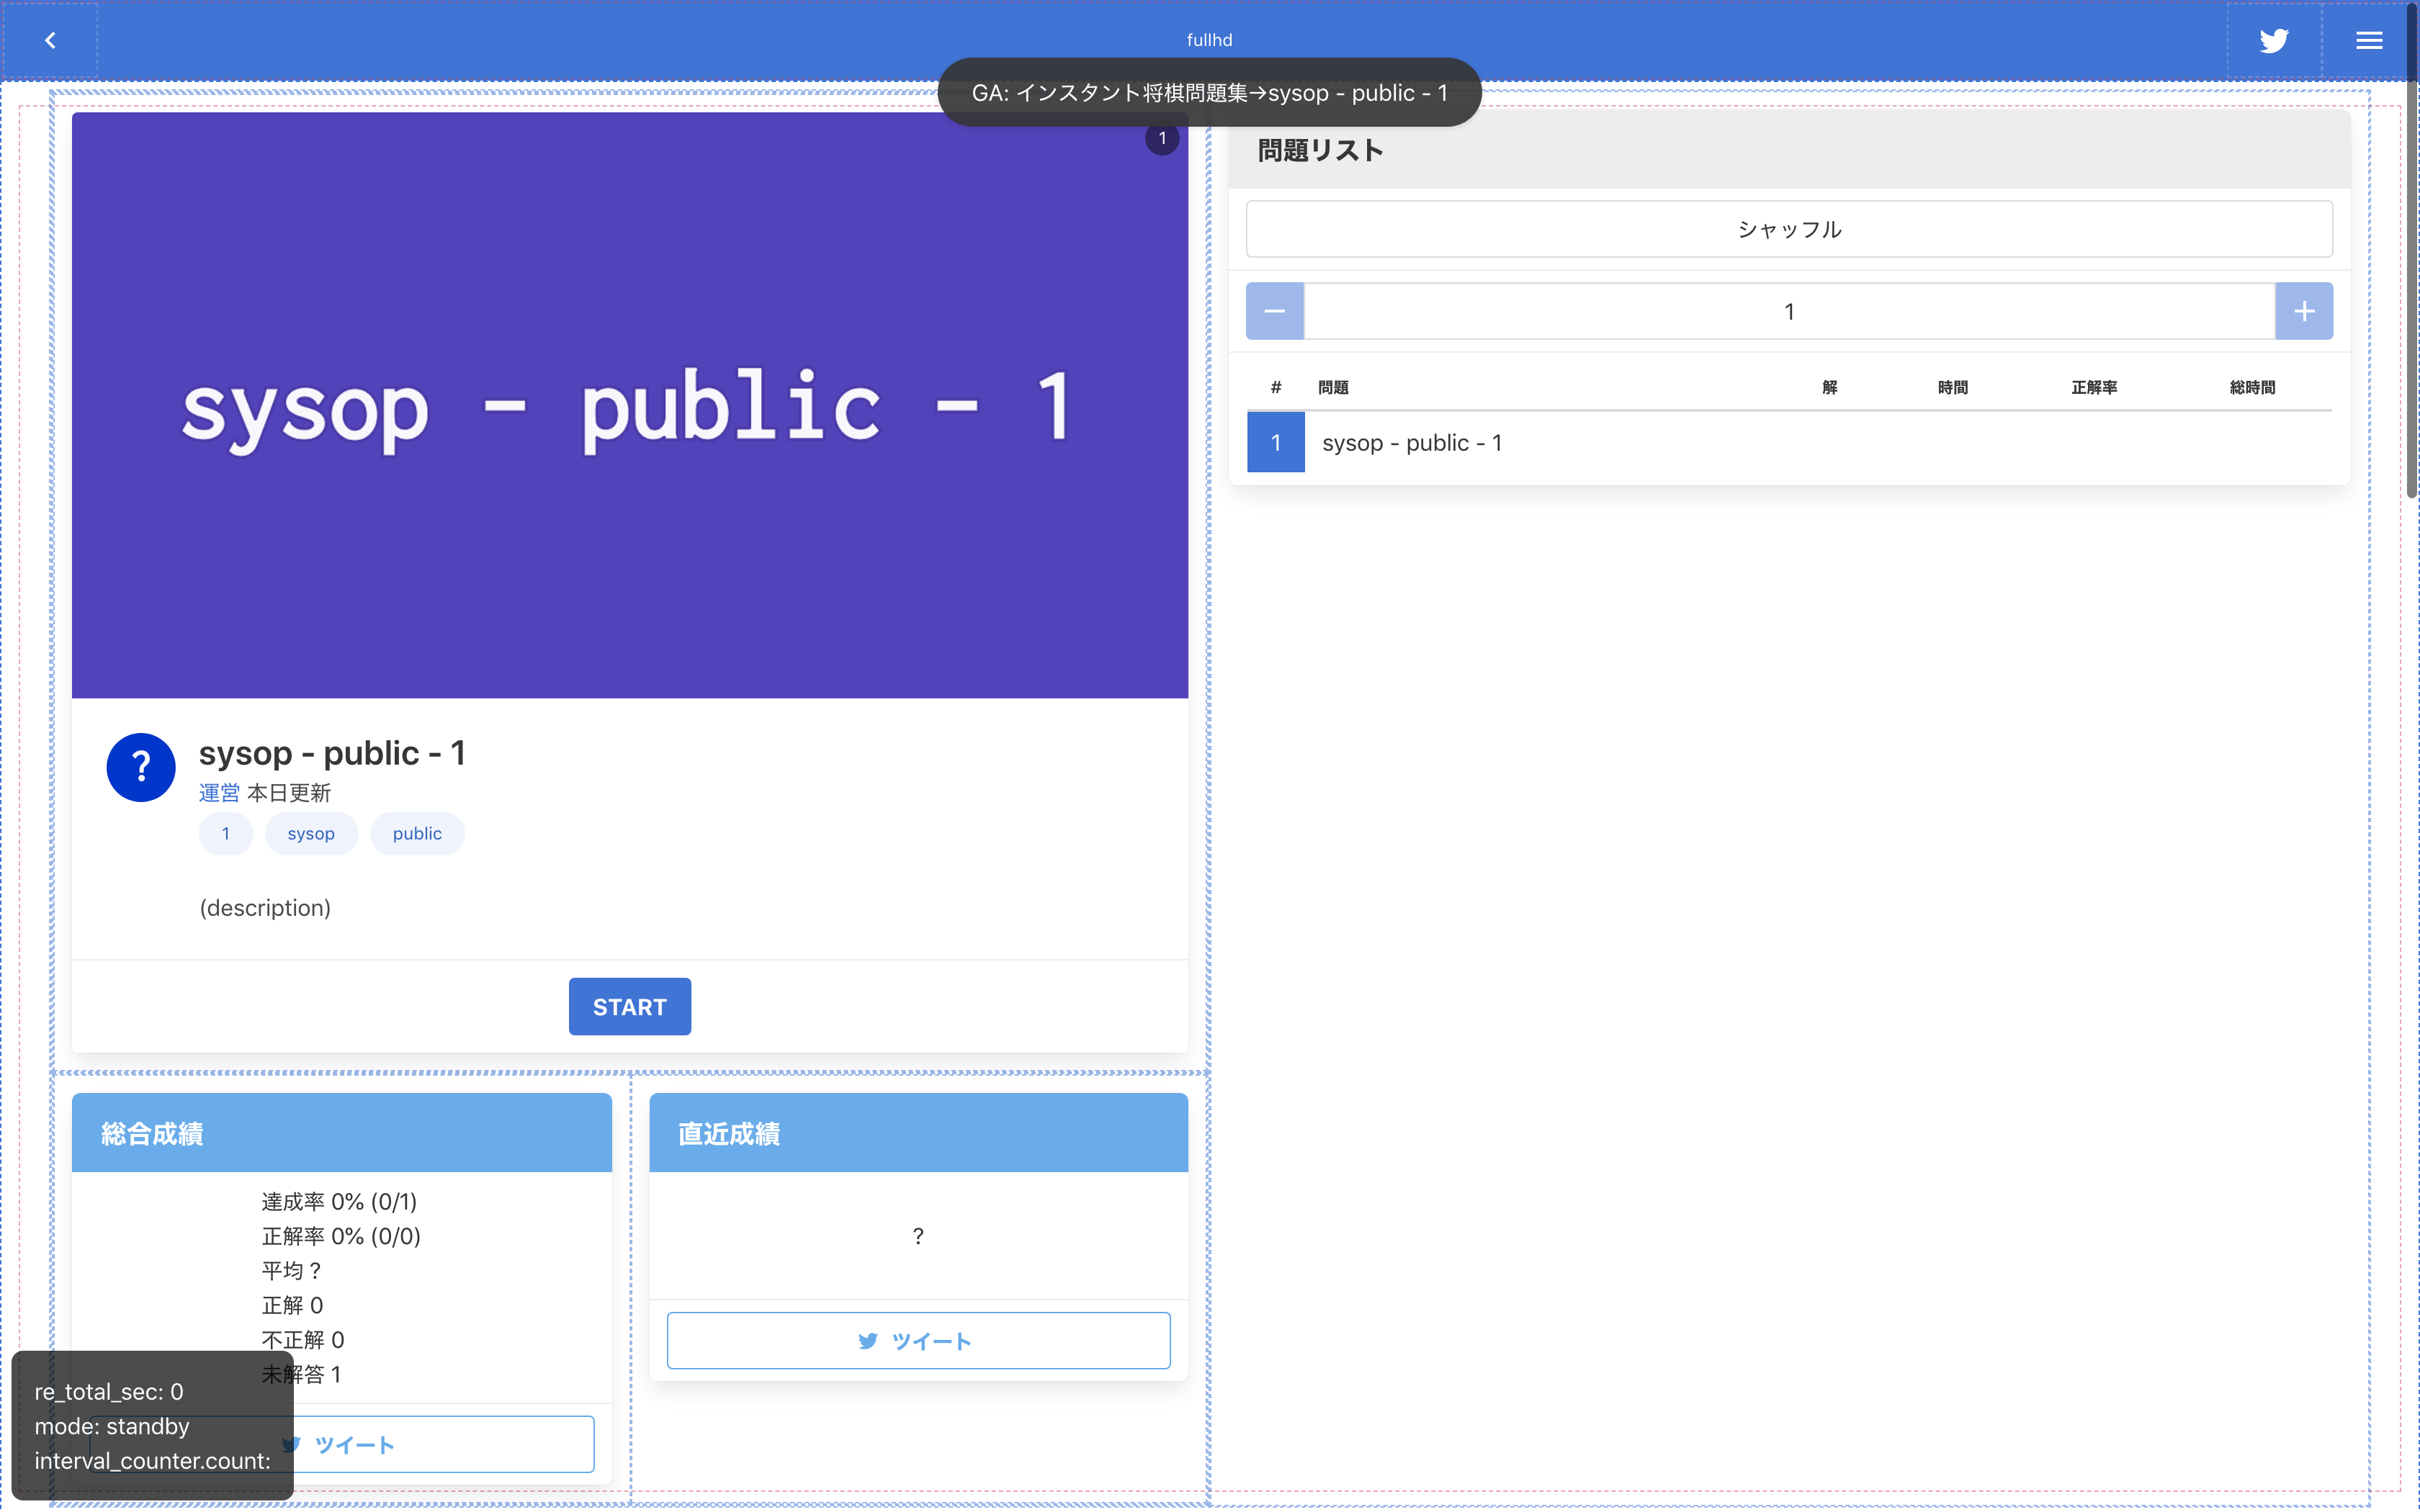 fullhd
GA: インスタント将棋問題集→sysop - public - 1
1
sysop - public - 1
?
sysop - public - 1
運営 本日更新
1 sysop public
(description)
START
総合成績
達成率 0% (0/1)
正解率 0% (0/0)
平均 ?
正解 0
不正解 0
未解答 1
ツイート
直近成績
?
ツイート
re_total_sec: 0
mode: standby
interval_counter.count:
問題リスト
シャッフル
1
# 問題 解 時間 正解率 総時間
1 sysop - public - 1